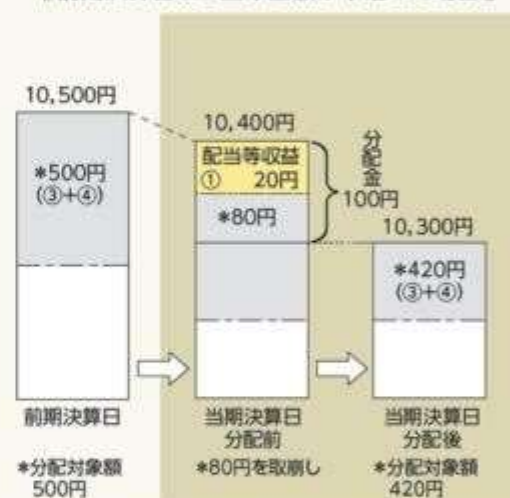 10,500円
*500円
(③+④)
前期決算日
*分配対象額
500円
10,400円
配当等収益
① 20円
*80円
分配金
100円
当期決算日
分配前
*80円を取崩し
10,300円
*420円
(③+④)
当期決算日
分配後
*分配対象額
420円